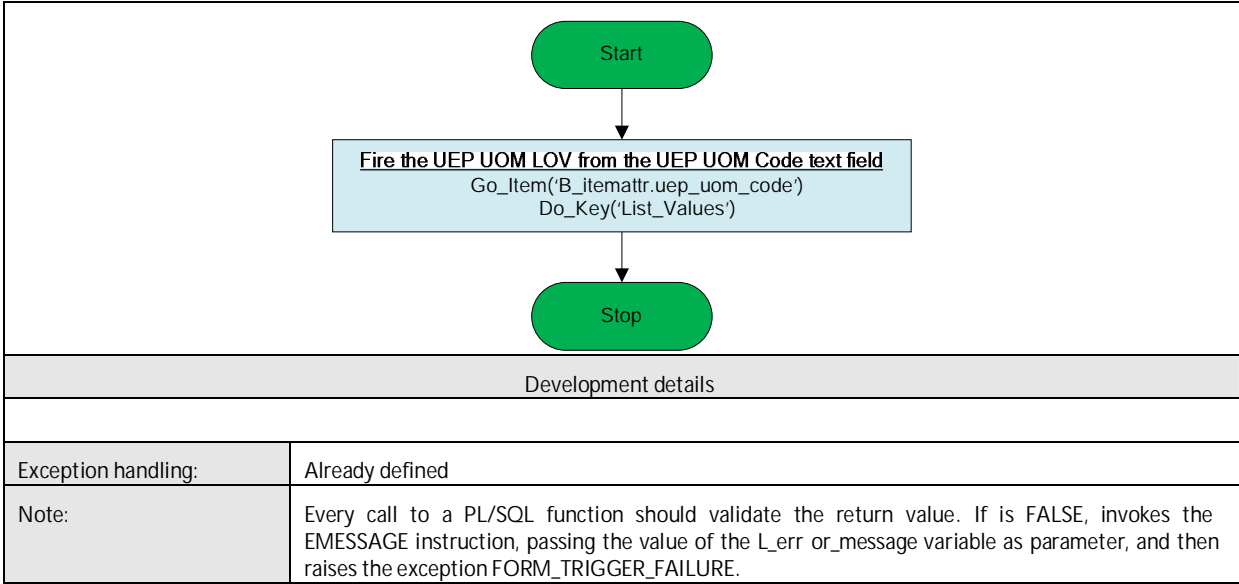 Start
Fire the UEP UOM LOV from the UEP UOM Code text field
Go_Item('B_itemattr.uep_uom_code')
Do_Key('List_Values')
Stop
Development details
Exception handling:
Already defined
Note:
Every call to a PL/SQL function should validate the return value. If is FALSE, invokes the
EMESSAGE instruction, passing the value of the L_err or_message variable as parameter, and then
raises the exception FORM_TRIGGER_FAILURE.